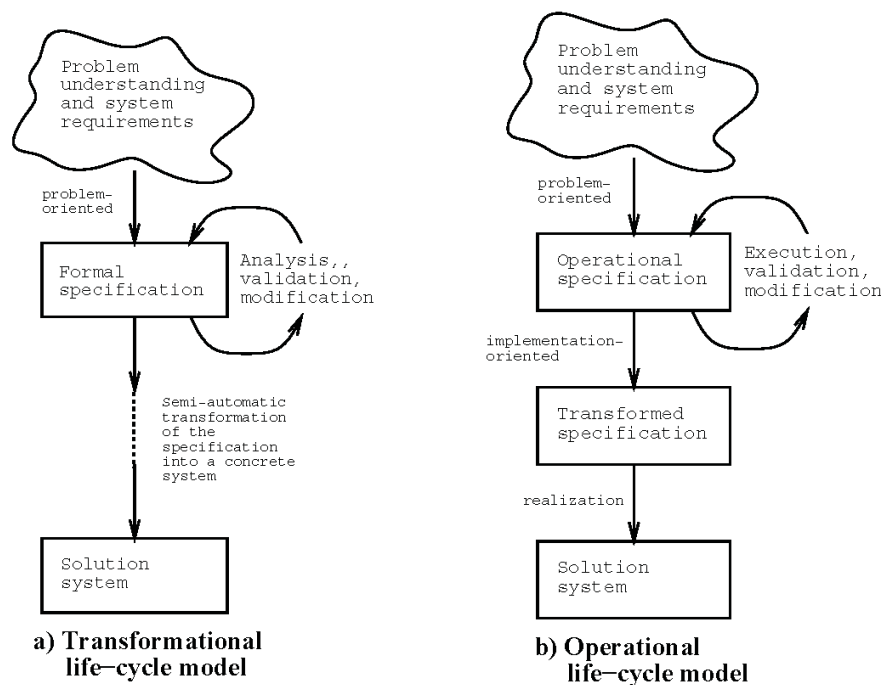 Problem
understanding
and system
requirements
problem-
oriented
Formal
specification
Analysis,,
validation,
modification
Semi-automatic
transformation
of the
specification
into a concrete
system
Solution
system
a) Transformational
life-cycle model
Problem
understanding
and system
requirements
problem-
oriented
Operational
specification
Execution,
validation,
modification
implementation-
oriented
Transformed
specification
realization
Solution
system
b) Operational
life-cycle model